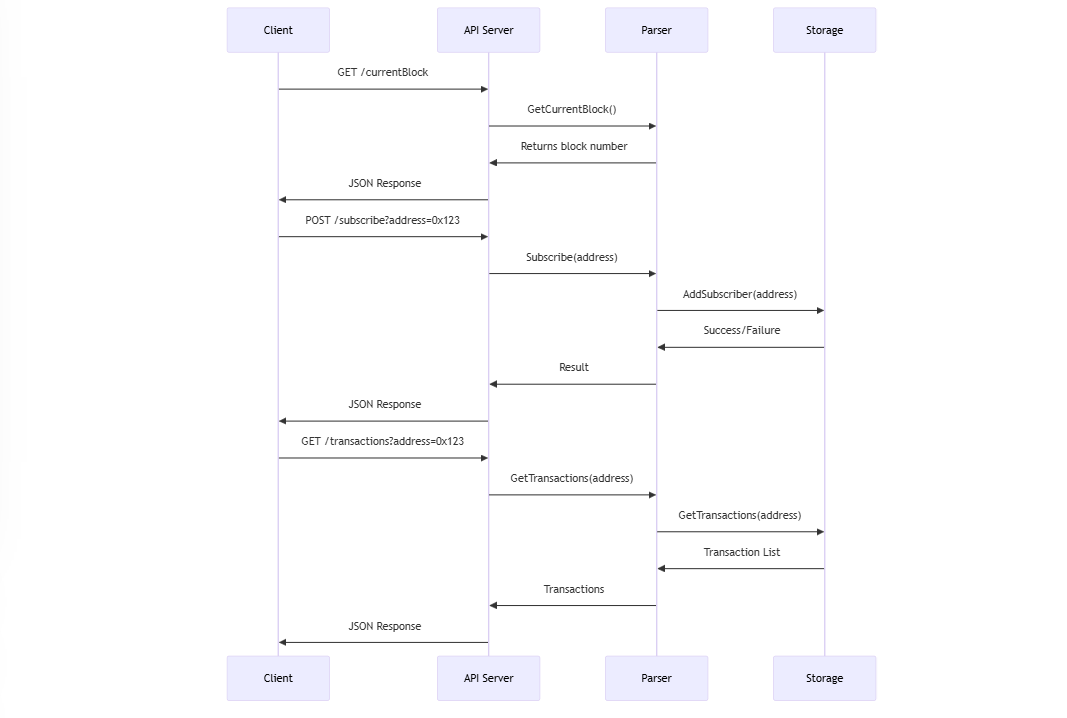 Client
API Server
Parser
Storage
GET /currentBlock
GetCurrentBlock()
Returns block number
JSON Response
POST /subscribe?address=0x123
Subscribe(address)
AddSubscriber(address)
Success/Failure
Result
JSON Response
GET /transactions?address=0x123
GetTransactions(address)
GetTransactions(address)
Transaction List
Transactions
JSON Response
Client
API Server
Parser
Storage